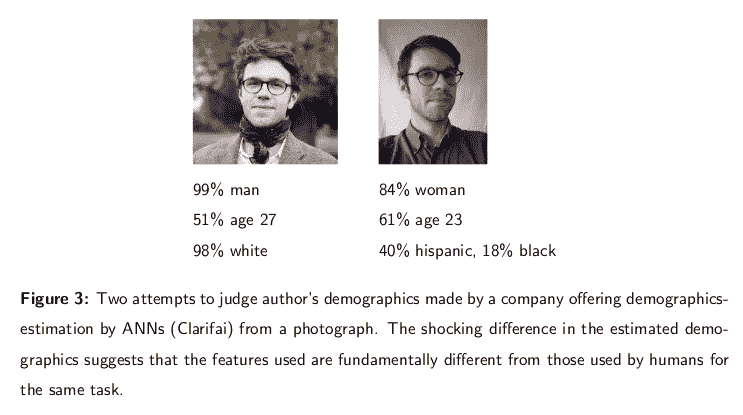 99% man
51% age 27
98% white
84% woman
61% age 23
40% hispanic, 18% black
Figure 3: Two attempts to judge author's demographics made by a company offering demographics-
estimation by ANNs (Clarifai) from a photograph. The shocking difference in the estimated demo-
graphics suggests that the features used are fundamentally different from those used by humans for
the same task.